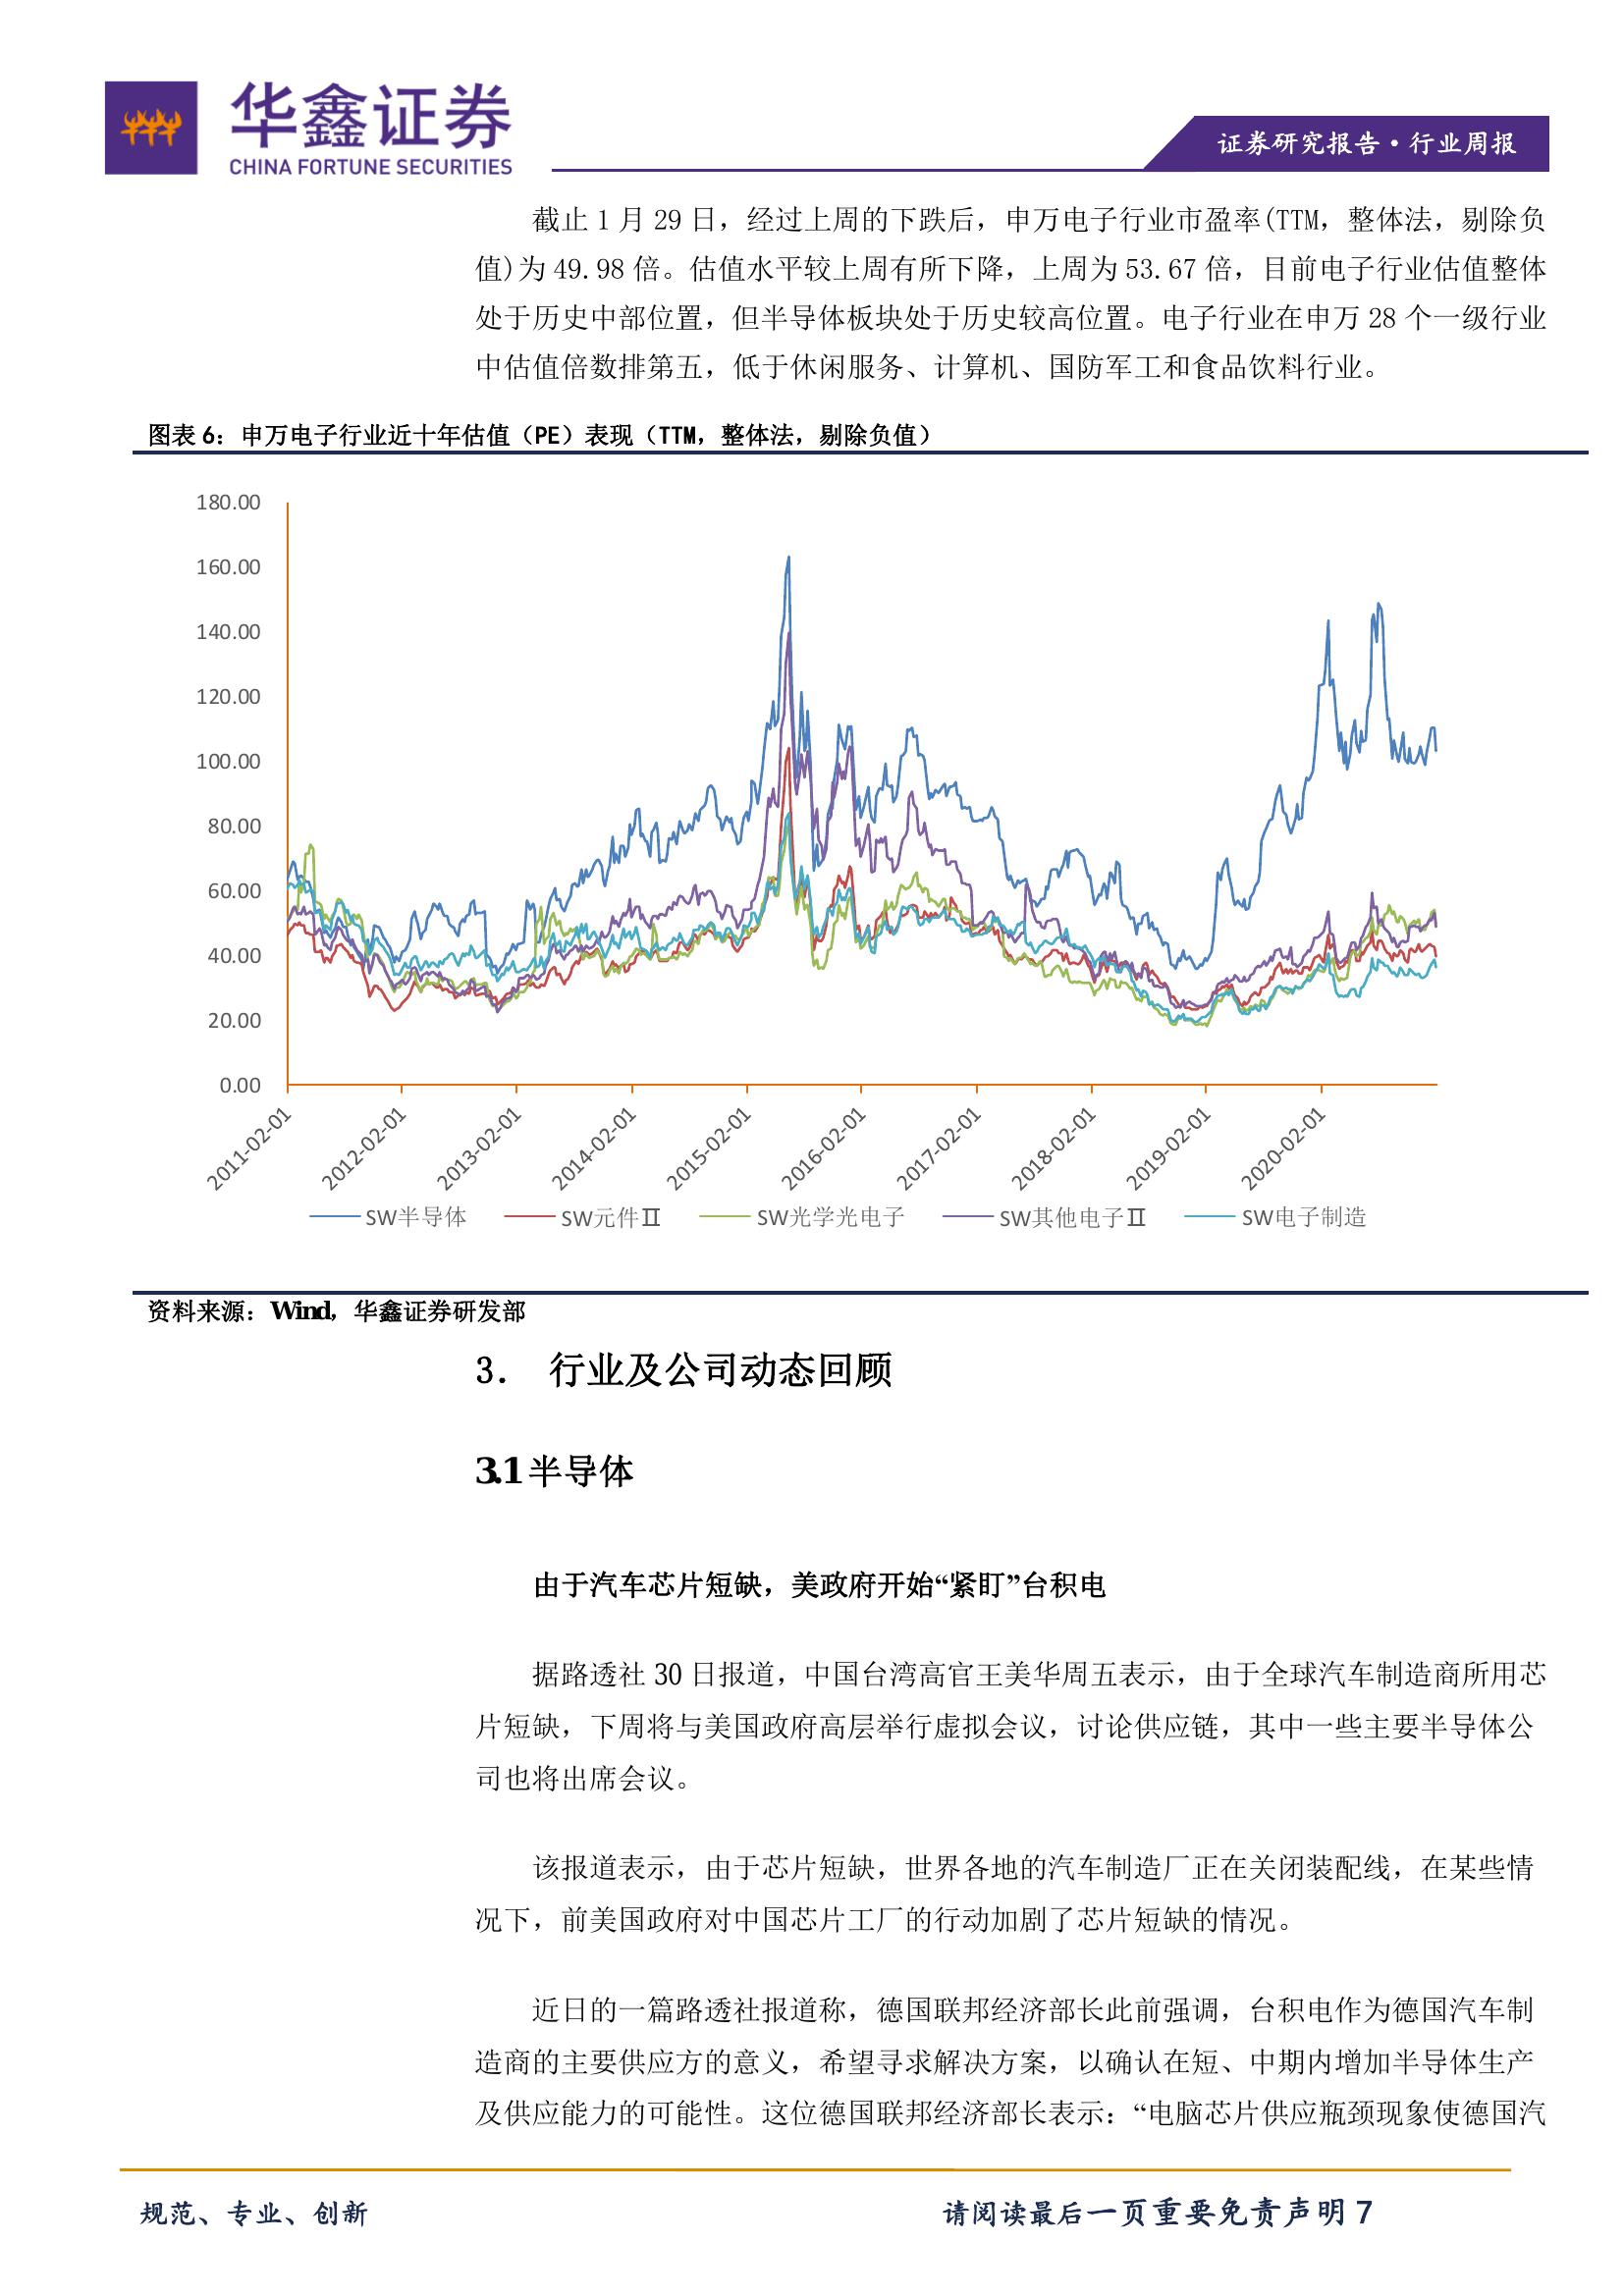 华鑫证券
CHINA FORTUNE SECURITIES
证券研究报告·行业周报
截止 1 月 29 日，经过上周的下跌后，申万电子行业市盈率(TTM，整体法，剔除负
值)为 49.98 倍。估值水平较上周有所下降，上周为 53.67 倍，目前电子行业估值整体
处于历史中部位置，但半导体板块处于历史较高位置。电子行业在申万 28 个一级行业
中估值倍数排第五，低于休闲服务、计算机、国防军工和食品饮料行业。
图表 6：申万电子行业近十年估值（PE）表现（TTM，整体法，剔除负值）
180.00
160.00
140.00
120.00
100.00
80.00
60.00
40.00
20.00
0.00
2011-02-01
2012-02-01
2013-02-01
2014-02-01
2015-02-01
2016-02-01
2017-02-01
2018-02-01
2019-02-01
2020-02-01
SW半导体 SW元件Ⅱ SW光学光电子 SW其他电子Ⅱ SW电子制造
资料来源：Wind，华鑫证券研发部
3. 行业及公司动态回顾
3.1 半导体
由于汽车芯片短缺，美政府开始“紧盯”台积电
据路透社 30 日报道，中国台湾高官王美华周五表示，由于全球汽车制造商所用芯
片短缺，下周将与美国政府高层举行虚拟会议，讨论供应链，其中一些主要半导体公
司也将出席会议。
该报道表示，由于芯片短缺，世界各地的汽车制造厂正在关闭装配线，在某些情
况下，前美国政府对中国芯片工厂的行动加剧了芯片短缺的情况。
近日的一篇路透社报道称，德国联邦经济部长此前强调，台积电作为德国汽车制
造商的主要供应方的意义，希望寻求解决方案，以确认在短、中期内增加半导体生产
及供应能力的可能性。这位德国联邦经济部长表示：“电脑芯片供应瓶颈现象使德国汽
规范、专业、创新
请阅读最后一页重要免责声明 7